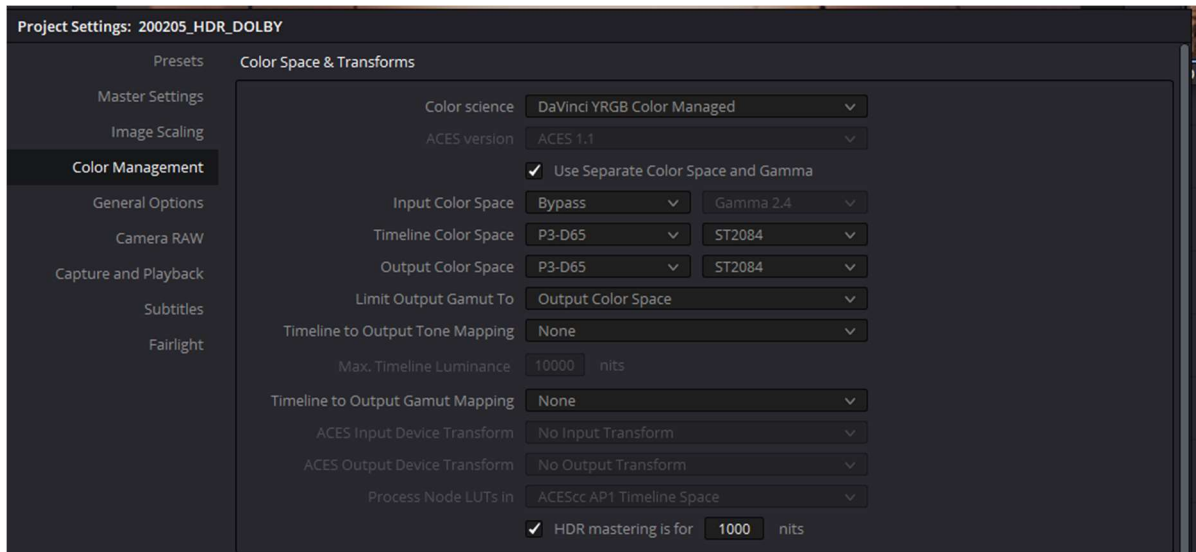 Project Settings: 200205_HDR_DOLBY
Presets
Master Settings
Image Scaling
Color Management
General Options
Camera RAW
Capture and Playback
Subtitles
Fairlight
Color Space & Transforms
Color science DaVinci YRGB Color Managed
ACES version ACES 1.1
Use Separate Color Space and Gamma
Input Color Space Bypass Gamma 2.4
Timeline Color Space P3-D65 ST2084
Output Color Space P3-D65 ST2084
Limit Output Gamut To Output Color Space
Timeline to Output Tone Mapping None
Max. Timeline Luminance 10000 nits
Timeline to Output Gamut Mapping None
ACES Input Device Transform No Input Transform
ACES Output Device Transform No Output Transform
Process Node LUTs in ACEScc AP1 Timeline Space
HDR mastering is for 1000 nits